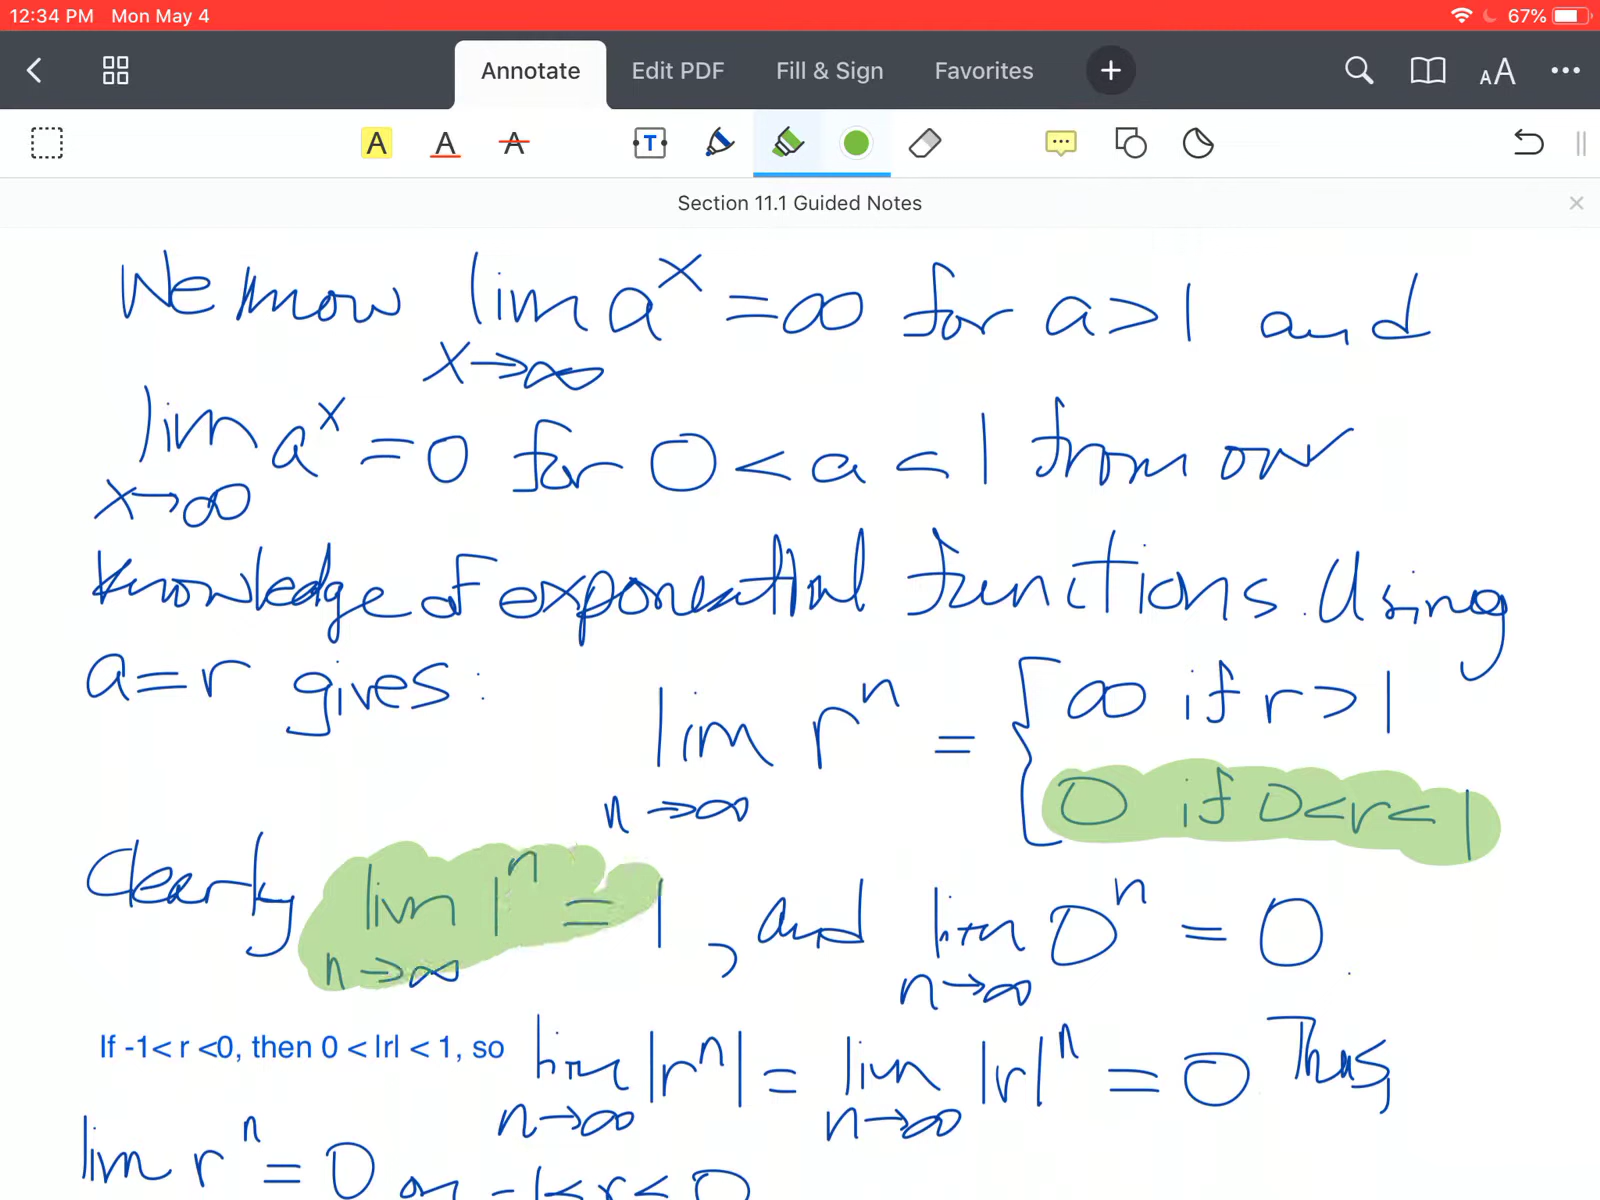 12:34 PM Mon May 4 67%
Annotate Edit PDF Fill & Sign Favorites
A A A T AA
Section 11.1 Guided Notes
We know lim a^x = ∞ for a > 1 and
x→∞
lim a^x = 0 for 0 < a < 1 from our
x→∞
knowledge of exponential functions. Using
a = r gives:
lim r^n = { ∞ if r > 1
n→∞ 0 if 0 < r < 1
Clearly lim 1^n = 1, and lim 0^n = 0.
n→∞ n→∞
If -1< r <0, then 0 < |r| < 1, so lim |r^n| = lim |r|^n = 0 Thus,
n→∞ n→∞
lim r^n = 0 on -1 < r < 0